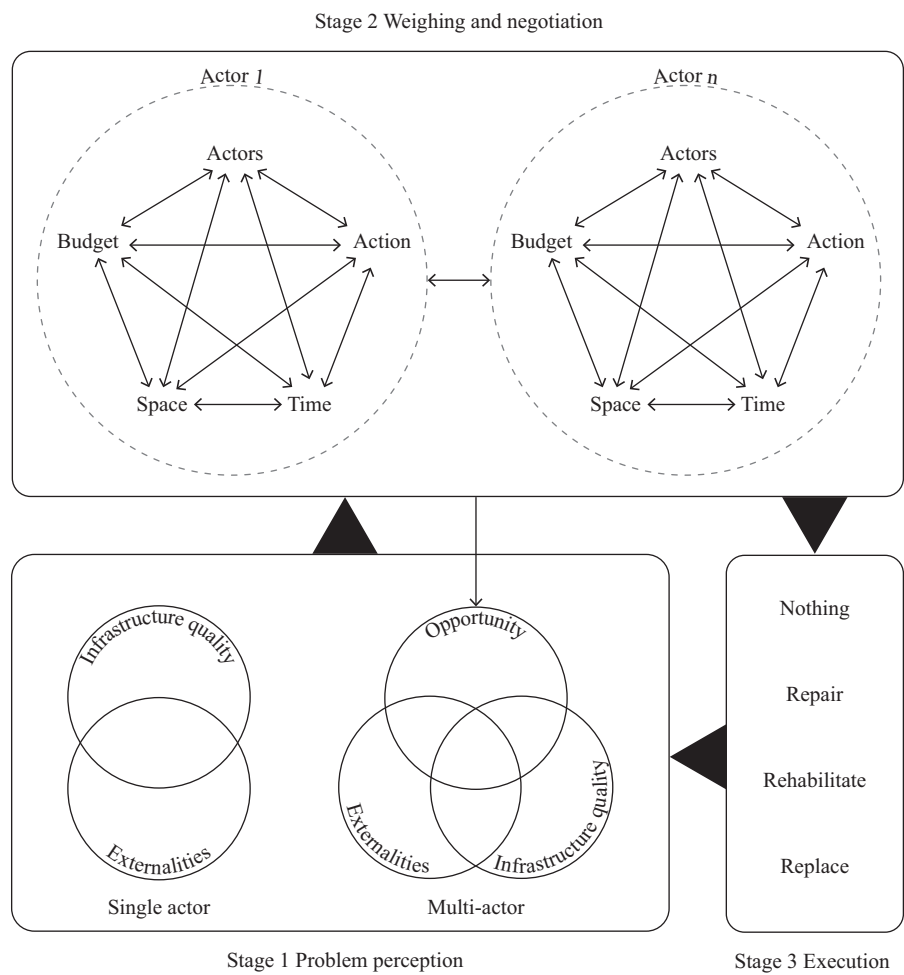 Stage 2 Weighing and negotiation
Actor 1
Actors
Budget
Action
Space
Time
Actor n
Actors
Budget
Action
Space
Time
Infrastructure quality
Externalities
Single actor
Opportunity
Externalities
Infrastructure quality
Multi-actor
Stage 1 Problem perception
Nothing
Repair
Rehabilitate
Replace
Stage 3 Execution